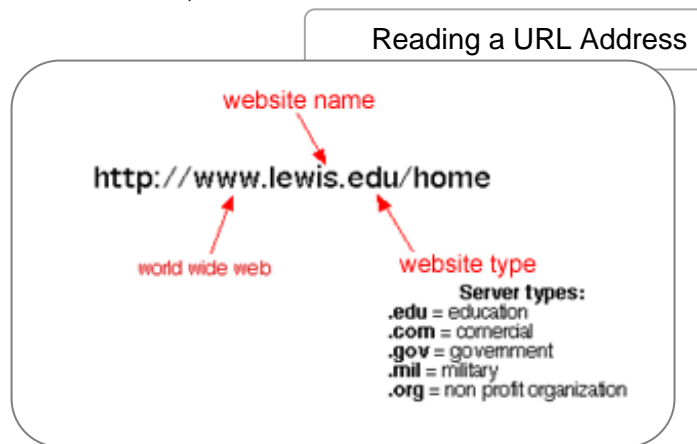 Reading a URL Address
website name
http://www.lewis.edu/home
world wide web
website type
Server types:
.edu = education
.com = comercial
.gov = government
.mil = military
.org = non profit organization